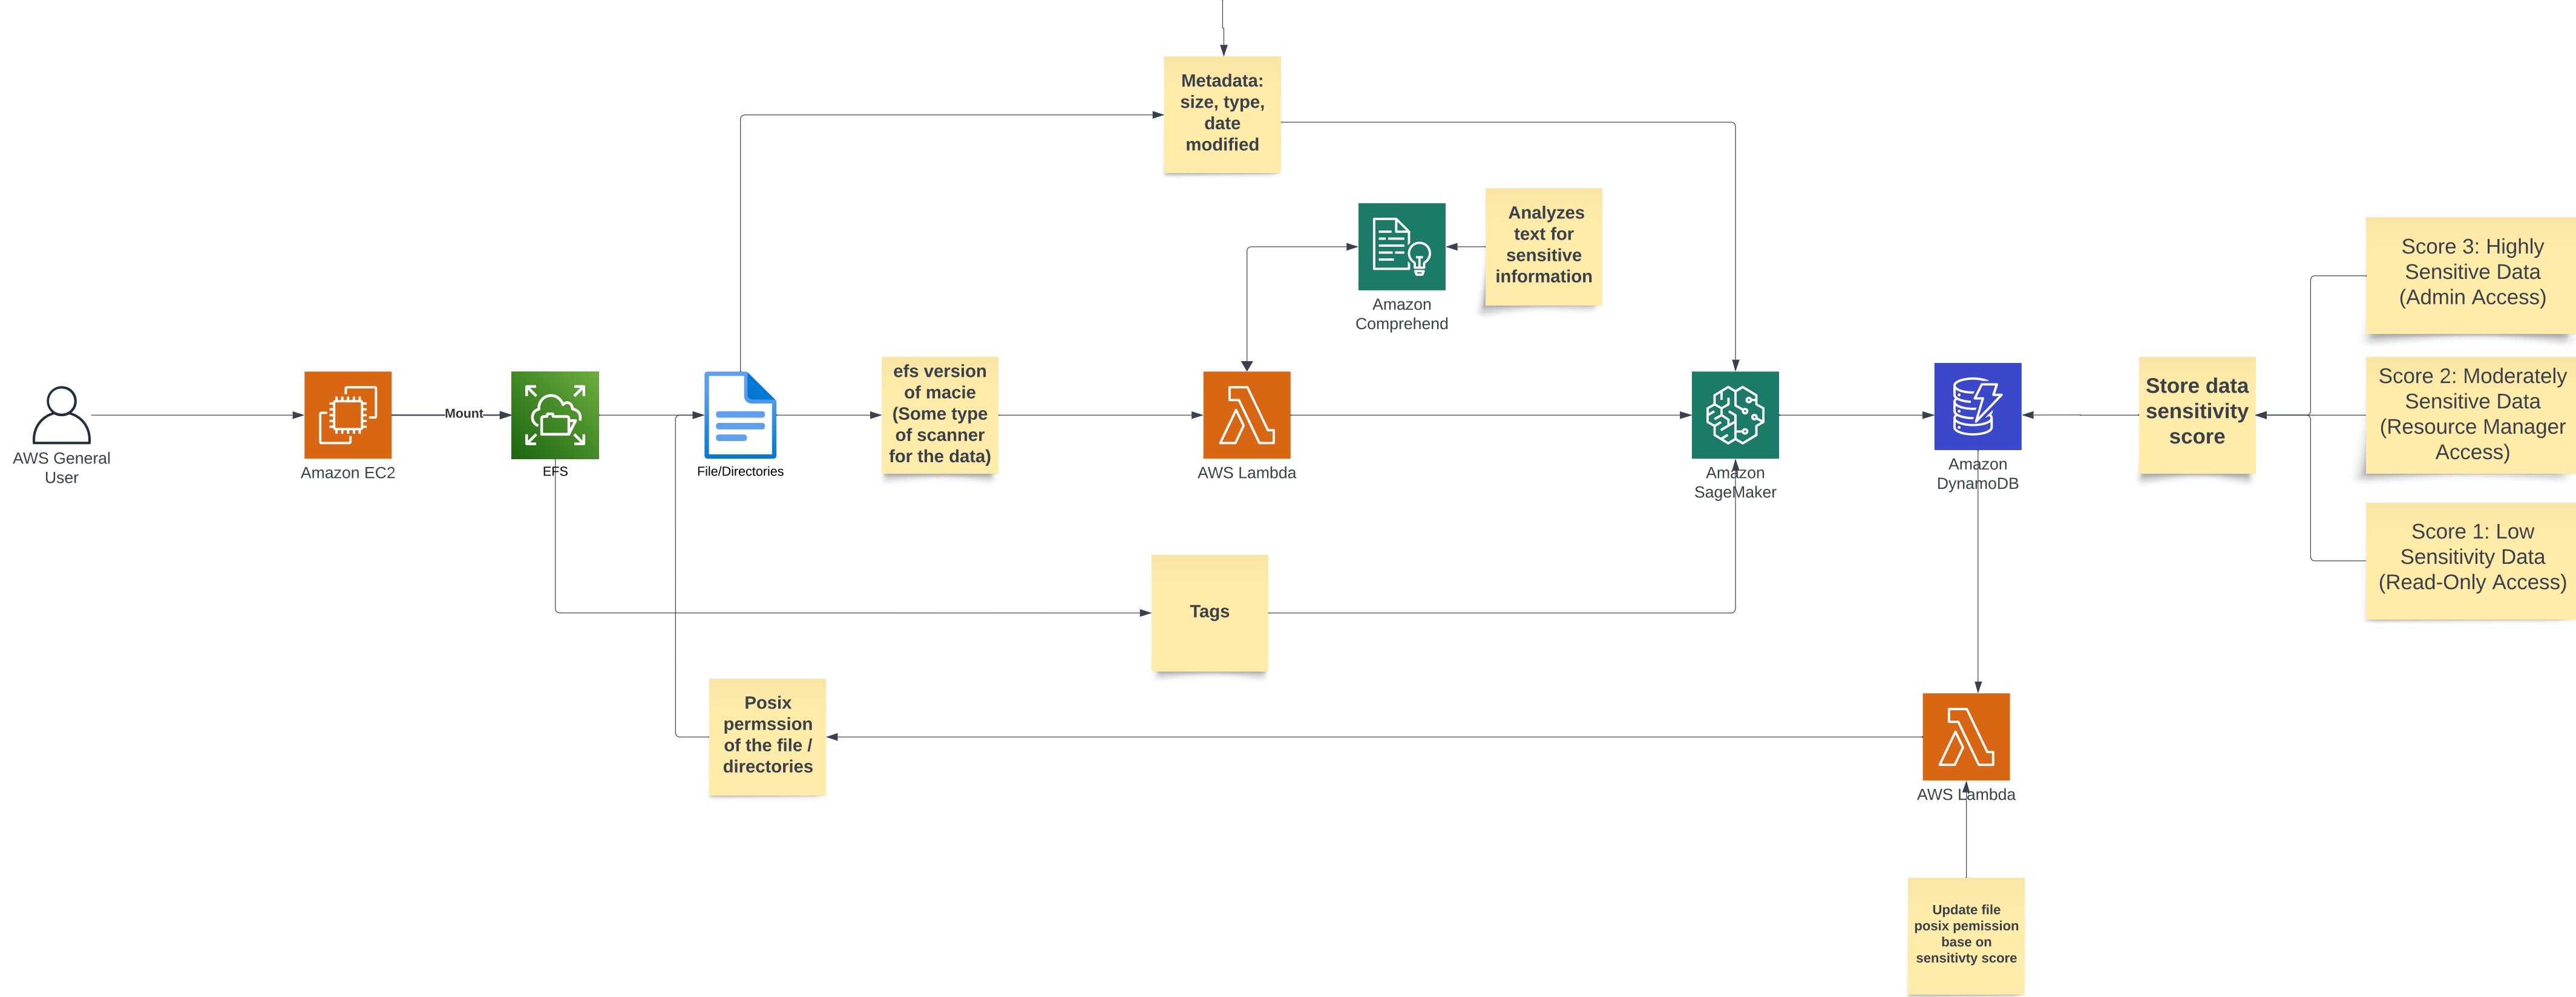 Metadata:
size, type,
date
modified
Analyzes
text for
sensitive
information
Amazon
Comprehend
Score 3: Highly
Sensitive Data
(Admin Access)
AWS General
User
Amazon EC2
Mount
EFS
File/Directories
efs version
of macie
(Some type
of scanner
for the data)
AWS Lambda
Amazon
SageMaker
Amazon
DynamoDB
Store data
sensitivity
score
Score 2: Moderately
Sensitive Data
(Resource Manager
Access)
Score 1: Low
Sensitivity Data
(Read-Only Access)
Tags
Posix
permssion
of the file /
directories
AWS Lambda
Update file
posix pemission
base on
sensitivty score